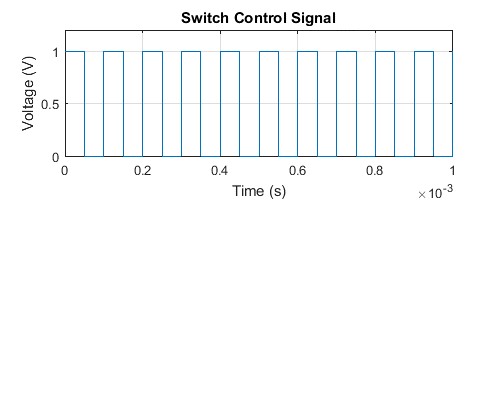 Switch Control Signal
Voltage (V)
1
0.5
0
0 0.2 0.4 0.6 0.8 1
Time (s)
×10-3